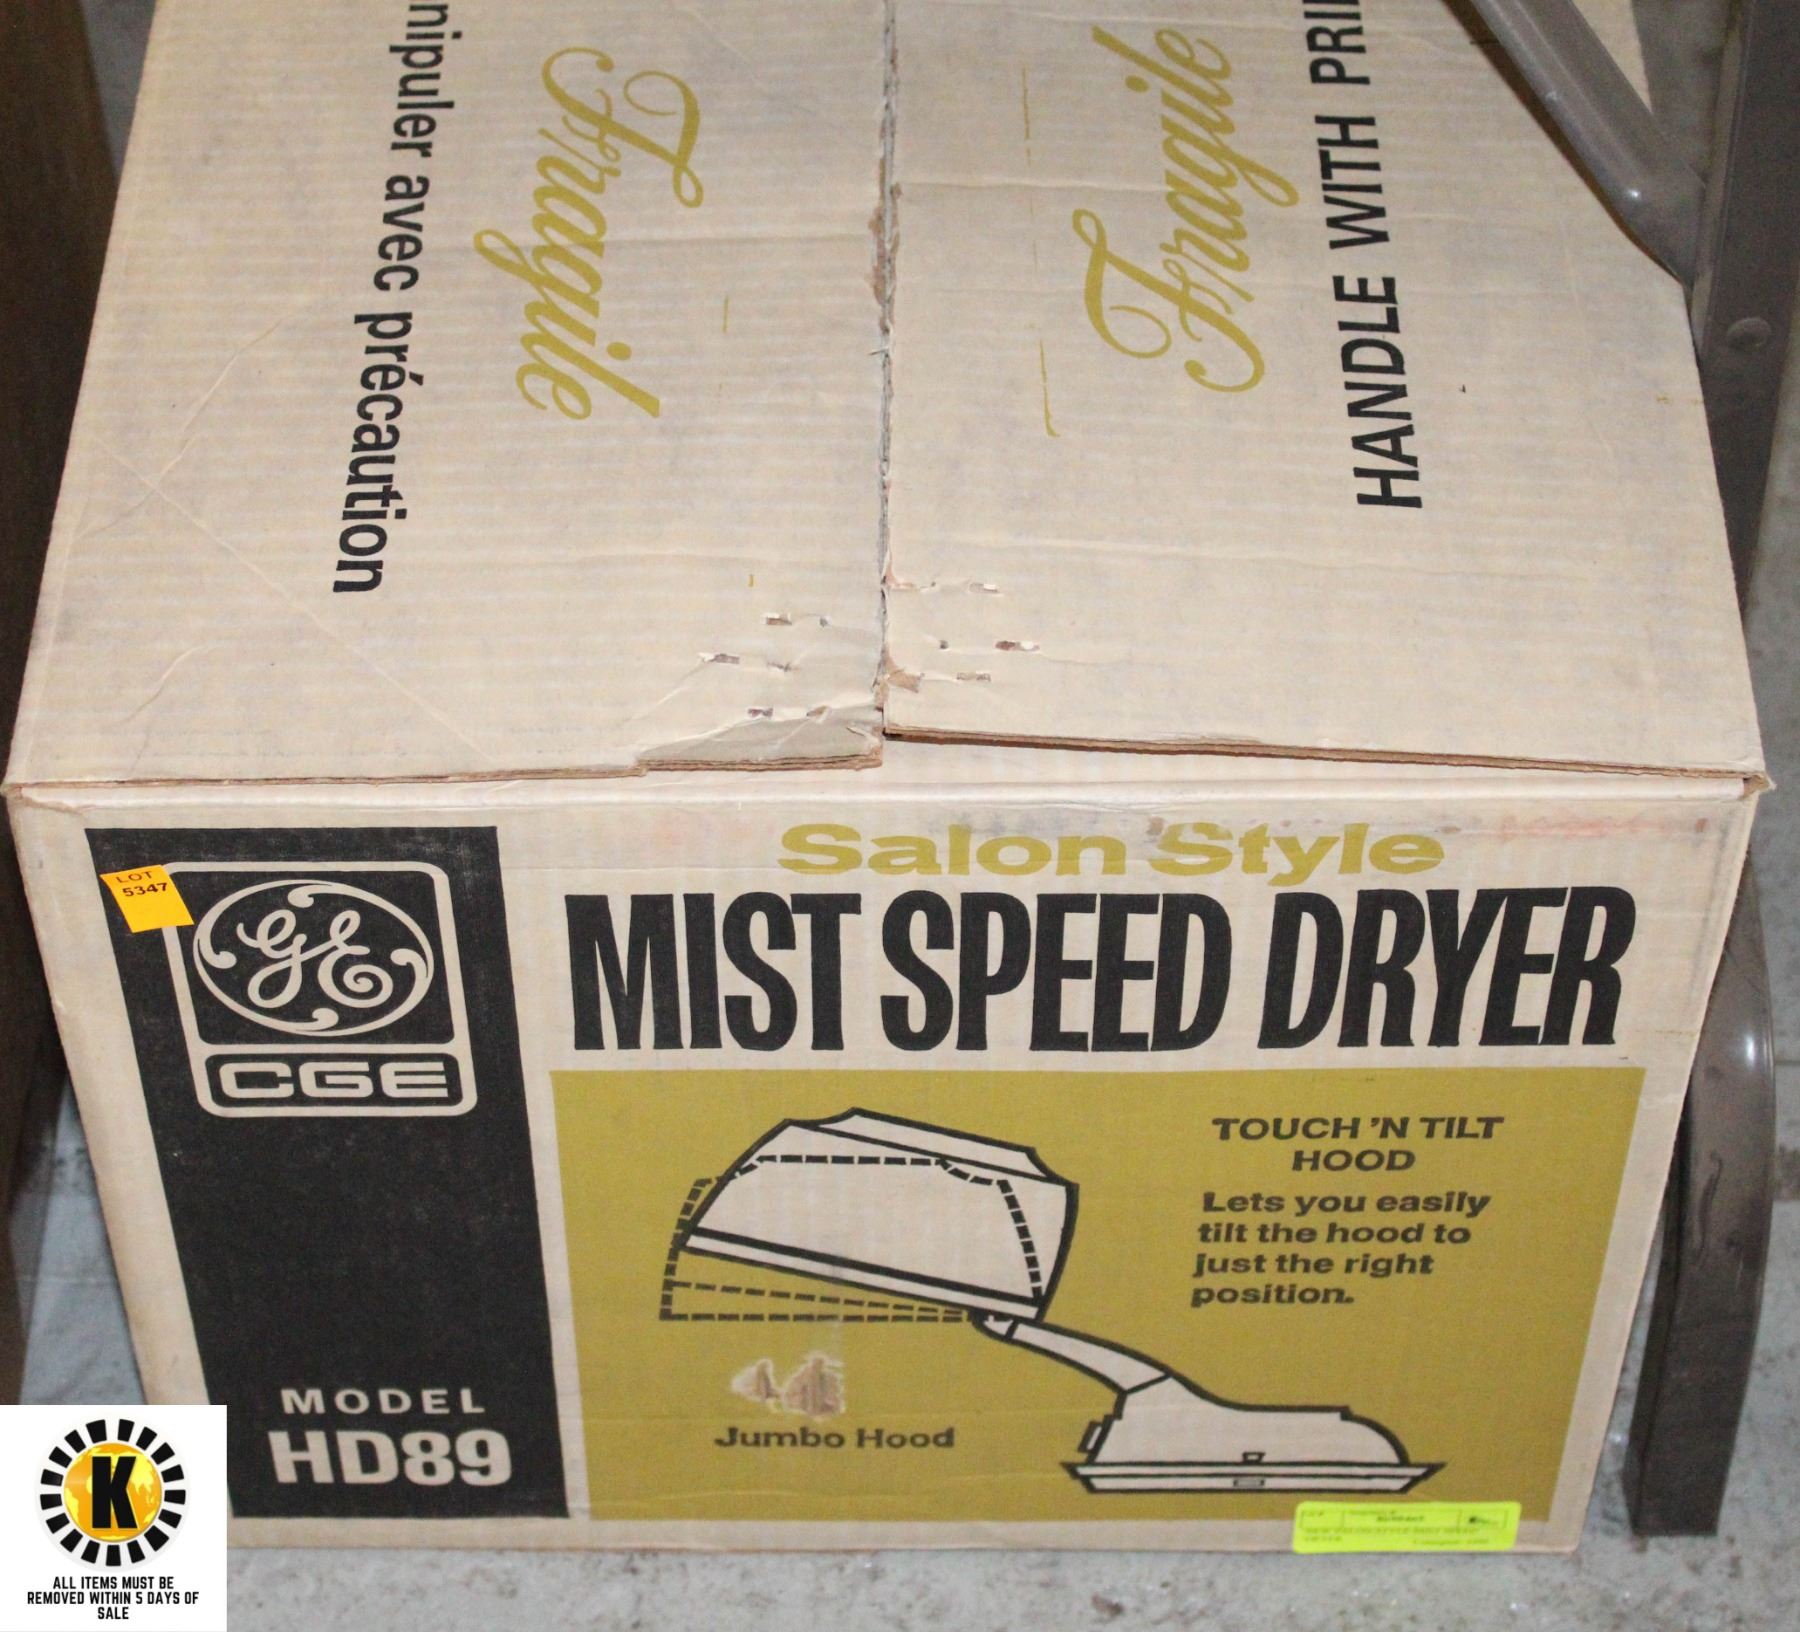 nipuler avec précaution
Fragile
Fragile
HANDLE WITH PRI
LOT
5347
GE
CGE
MODEL
HD89
Salon Style
MIST SPEED DRYER
TOUCH 'N TILT
HOOD
Lets you easily
tilt the hood to
just the right
position.
Jumbo Hood
K
ALL ITEMS MUST BE
REMOVED WITHIN 5 DAYS OF
SALE